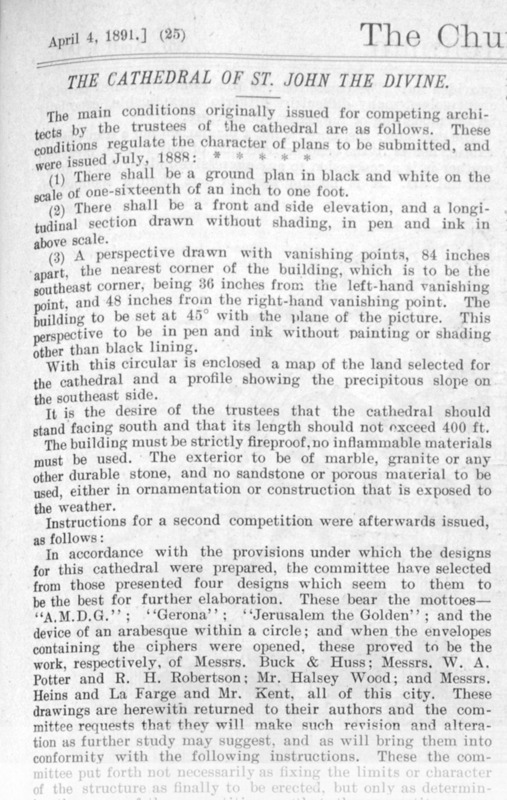 April 4, 1891.] (25) The Chu
THE CATHEDRAL OF ST. JOHN THE DIVINE.
The main conditions originally issued for competing archi-
tects by the trustees of the cathedral are as follows. These
conditions regulate the character of plans to be submitted, and
were issued July, 1888: * * * * *
(1) There shall be a ground plan in black and white on the
scale of one-sixteenth of an inch to one foot.
(2) There shall be a front and side elevation, and a longi-
tudinal section drawn without shading, in pen and ink in
above scale.
(3) A perspective drawn with vanishing points, 84 inches
apart, the nearest corner of the building, which is to be the
southeast corner, being 36 inches from the left-hand vanishing
point, and 48 inches from the right-hand vanishing point. The
building to be set at 45° with the plane of the picture. This
perspective to be in pen and ink without painting or shading
other than black lining.
With this circular is enclosed a map of the land selected for
the cathedral and a profile showing the precipitous slope on
the southeast side.
It is the desire of the trustees that the cathedral should
stand facing south and that its length should not exceed 400 ft.
The building must be strictly fireproof, no inflammable materials
must be used. The exterior to be of marble, granite or any
other durable stone, and no sandstone or porous material to be
used, either in ornamentation or construction that is exposed to
the weather.
Instructions for a second competition were afterwards issued,
as follows:
In accordance with the provisions under which the designs
for this cathedral were prepared, the committee have selected
from those presented four designs which seem to them to
be the best for further elaboration. These bear the mottoes—
"A.M.D.G."; "Gerona"; "Jerusalem the Golden"; and the
device of an arabesque within a circle; and when the envelopes
containing the ciphers were opened, these proved to be the
work, respectively, of Messrs. Buck & Huss; Messrs. W. A.
Potter and R. H. Robertson; Mr. Halsey Wood; and Messrs.
Heins and La Farge and Mr. Kent, all of this city. These
drawings are herewith returned to their authors and the com-
mittee requests that they will make such revision and altera-
tion as further study may suggest, and as will bring them into
conformity with the following instructions. These the com-
mittee put forth not necessarily as fixing the limits or character
of the structure as finally to be erected, but only as determin-